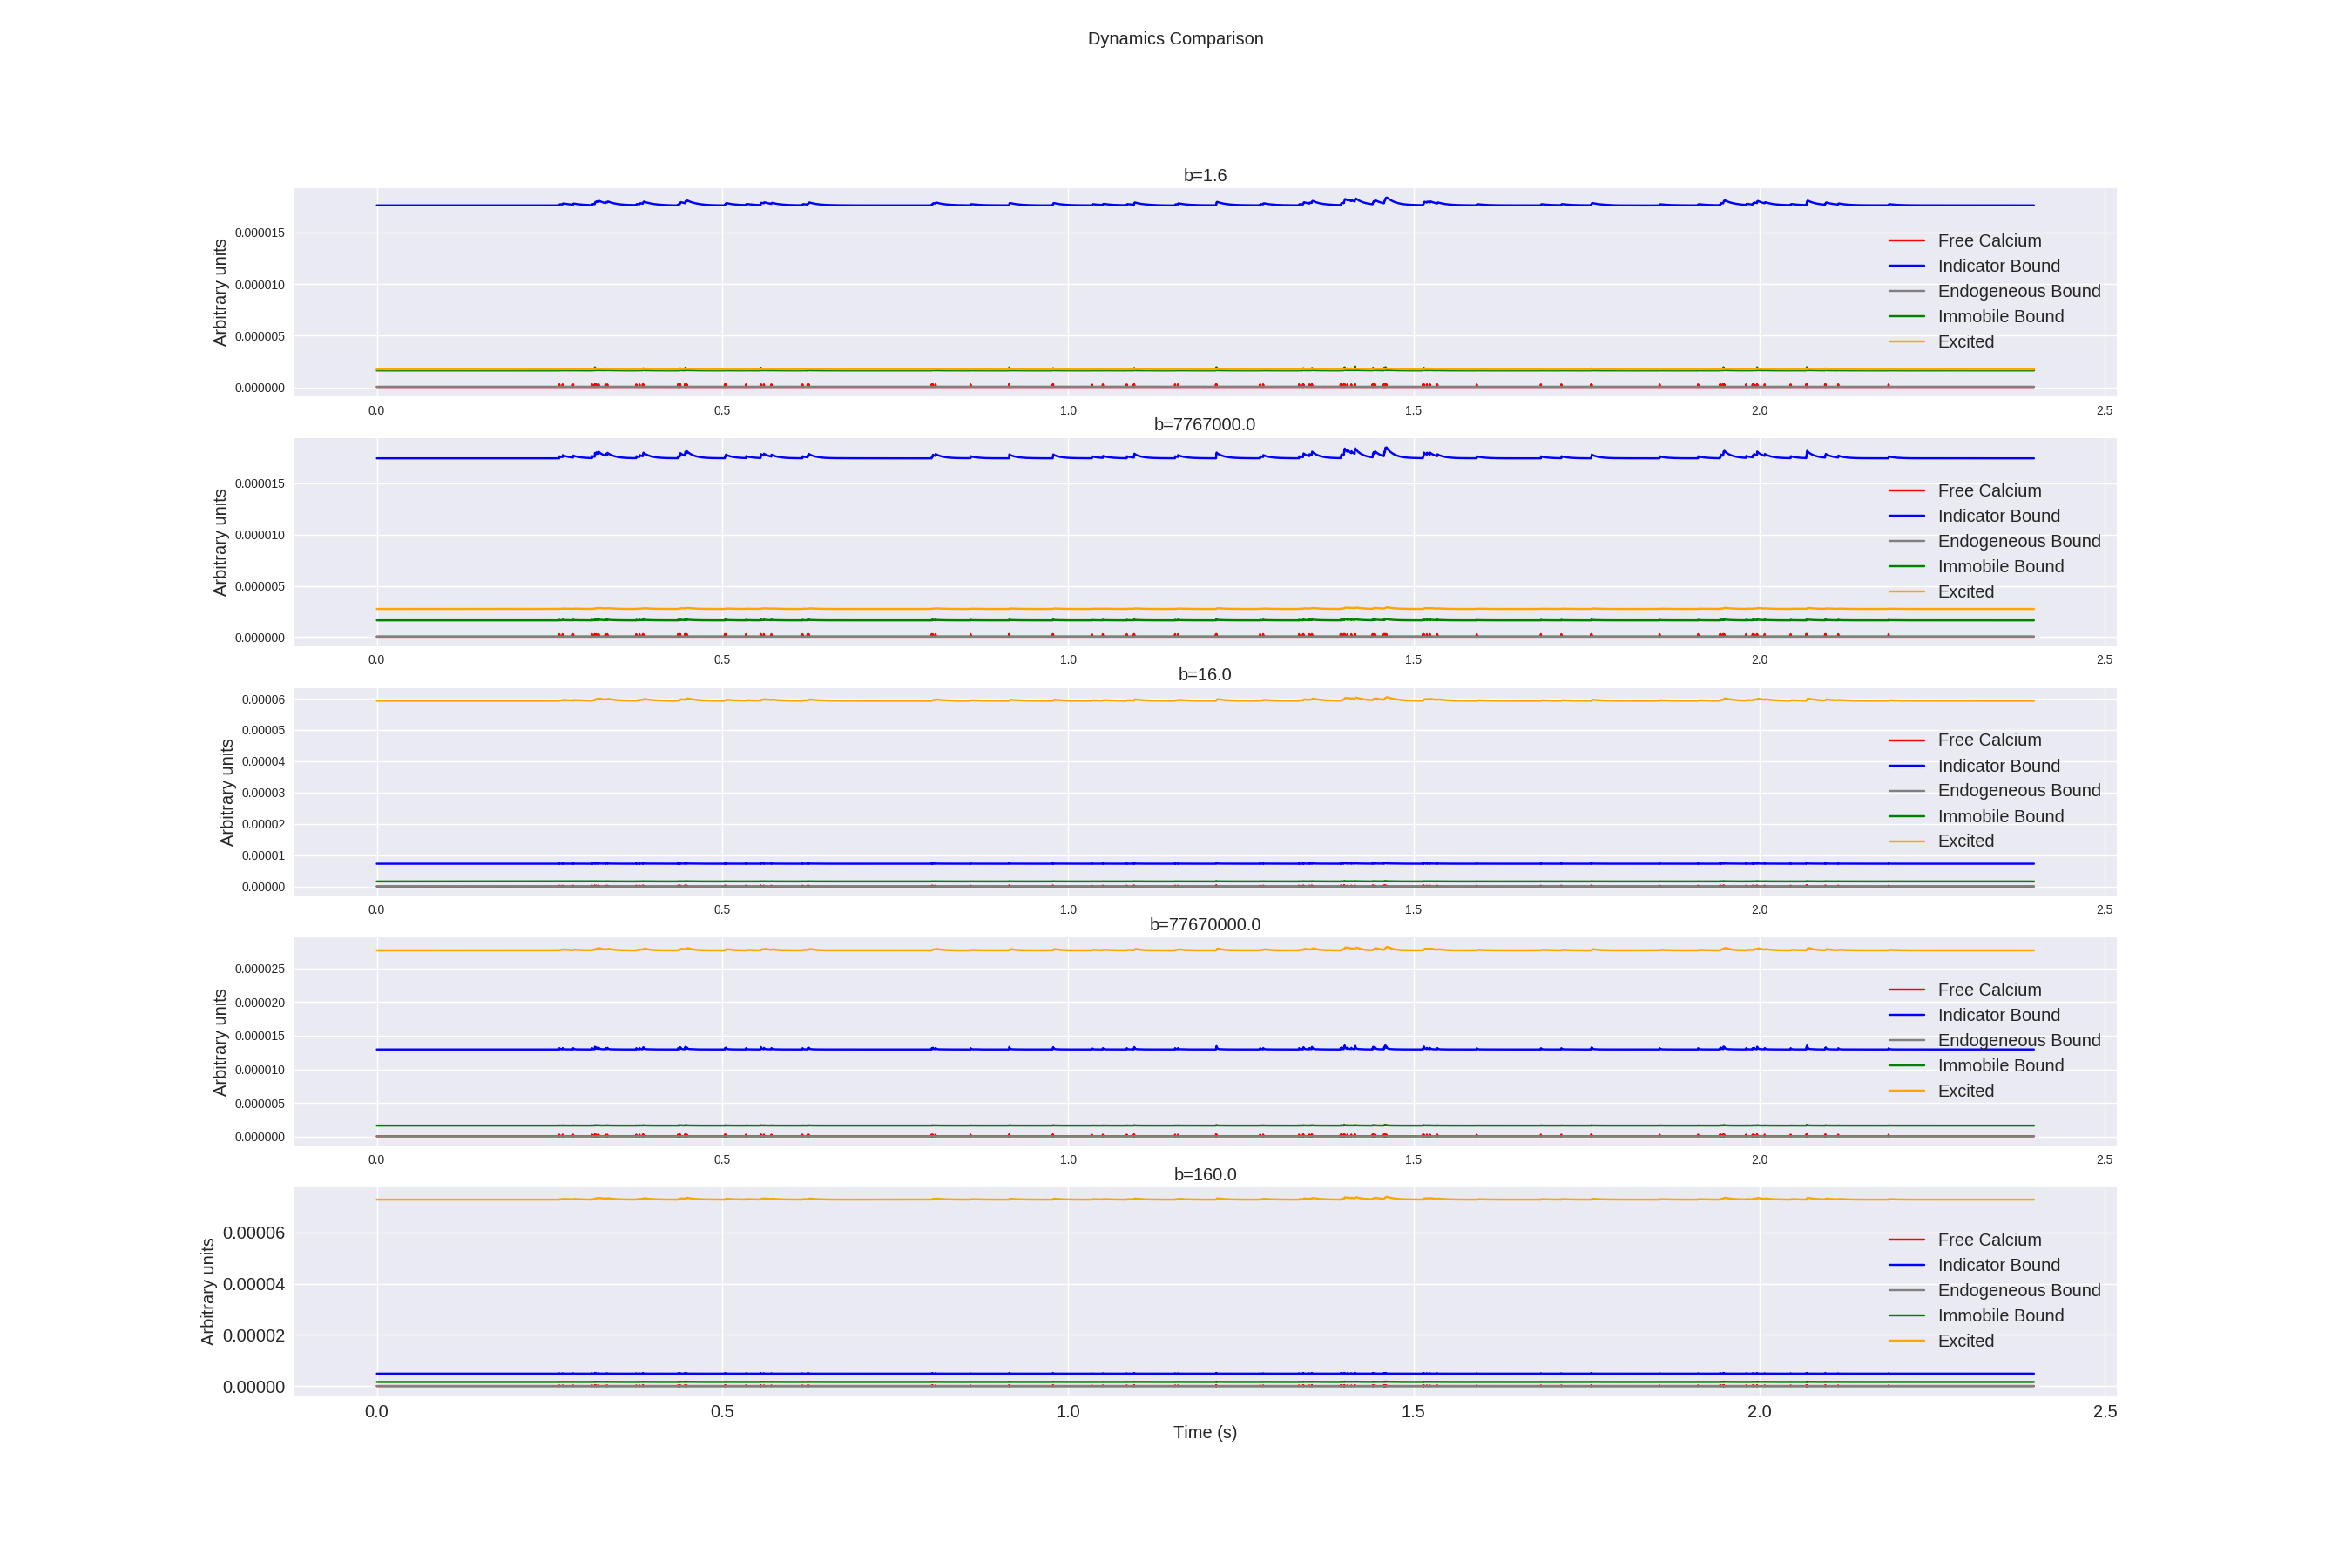 Dynamics Comparison
b=1.6
Arbitrary units
0.000015
0.000010
0.000005
0.000000
Free Calcium
Indicator Bound
Endogeneous Bound
Immobile Bound
Excited
0.0 0.5 1.0 1.5 2.0 2.5
b=7767000.0
Arbitrary units
0.000015
0.000010
0.000005
0.000000
Free Calcium
Indicator Bound
Endogeneous Bound
Immobile Bound
Excited
0.0 0.5 1.0 1.5 2.0 2.5
b=16.0
Arbitrary units
0.00006
0.00005
0.00004
0.00003
0.00002
0.00001
0.00000
Free Calcium
Indicator Bound
Endogeneous Bound
Immobile Bound
Excited
0.0 0.5 1.0 1.5 2.0 2.5
b=77670000.0
Arbitrary units
0.000025
0.000020
0.000015
0.000010
0.000005
0.000000
Free Calcium
Indicator Bound
Endogeneous Bound
Immobile Bound
Excited
0.0 0.5 1.0 1.5 2.0 2.5
b=160.0
Arbitrary units
0.00006
0.00004
0.00002
0.00000
Free Calcium
Indicator Bound
Endogeneous Bound
Immobile Bound
Excited
0.0 0.5 1.0 1.5 2.0 2.5
Time (s)